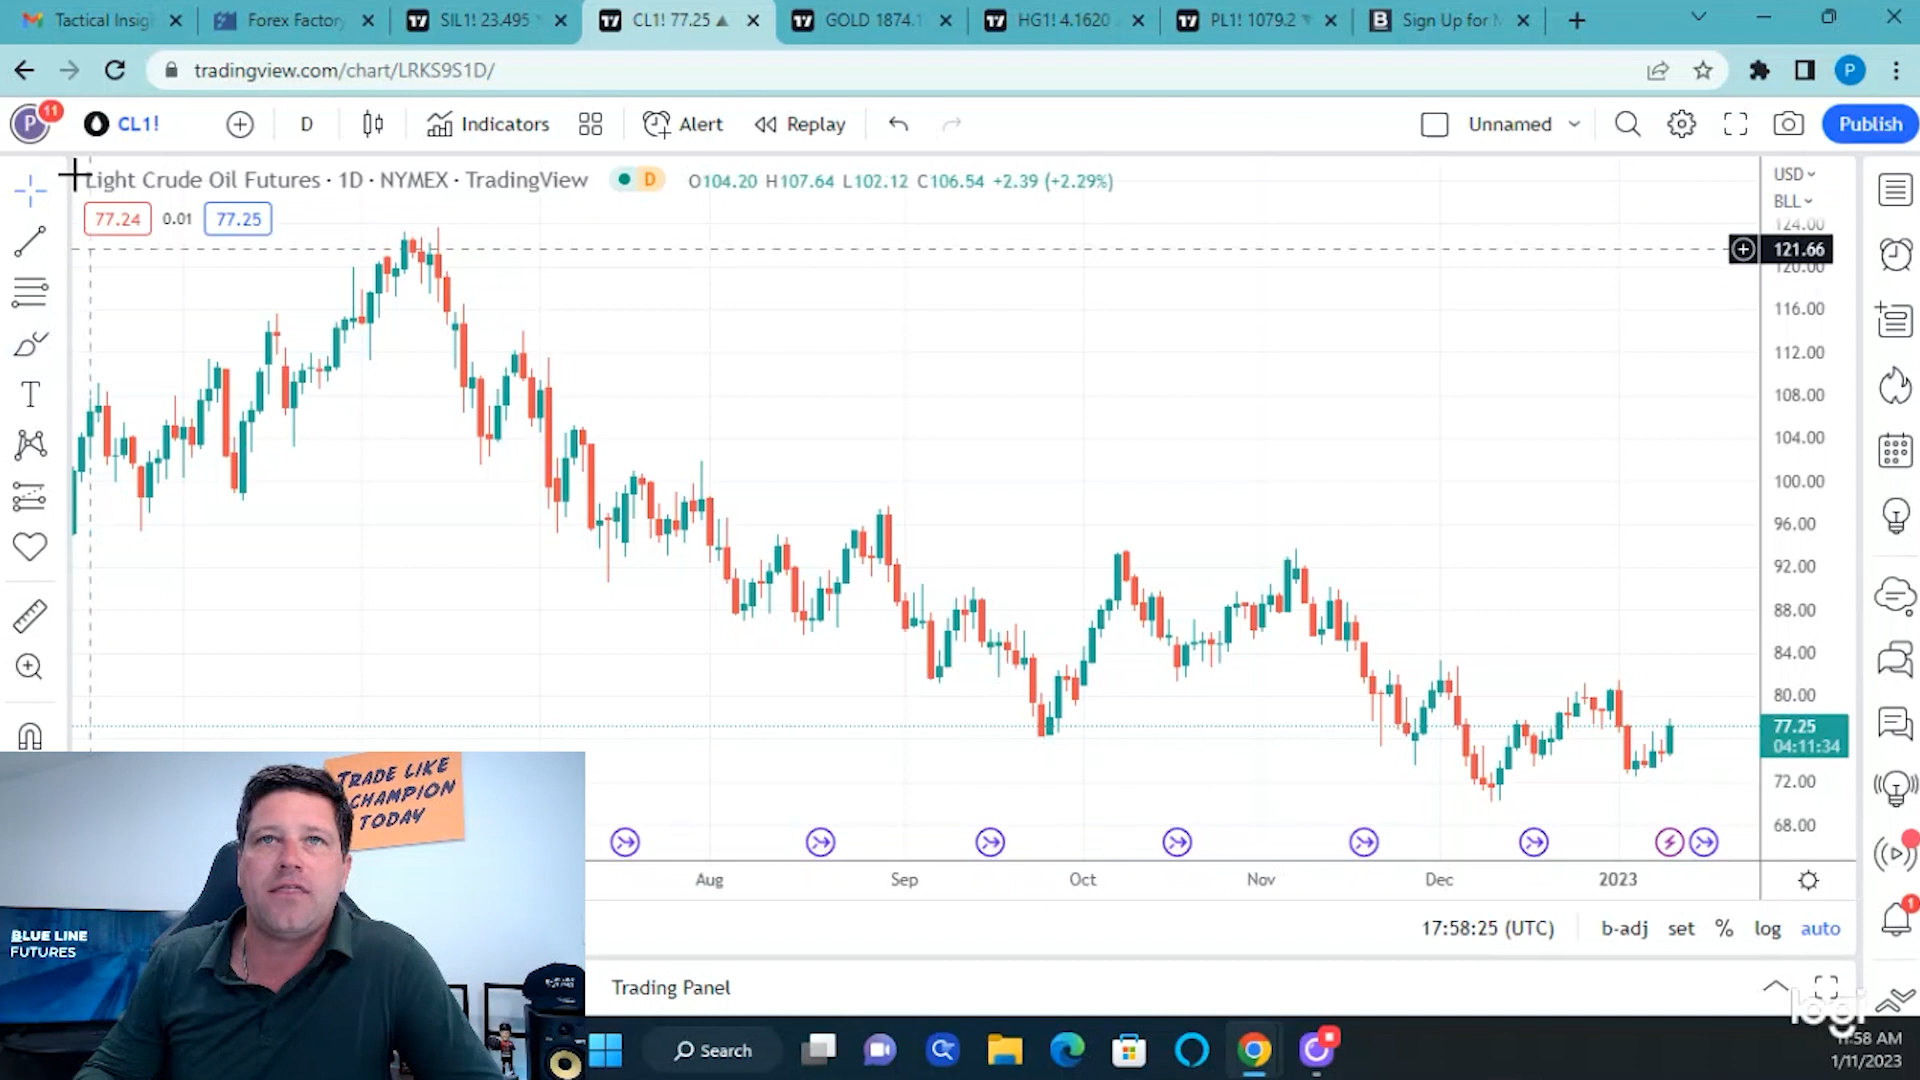 Tactical Insig
Forex Factory
SIL1! 23.495
CL1! 77.25 ▲
GOLD 1874.1
HG1! 4.1620
PL1! 1079.2
Sign Up for
tradingview.com/chart/LRKS9S1D/
P
P 11
CL1!
D
Indicators
Alert
Replay
Unnamed
Publish
Light Crude Oil Futures · 1D · NYMEX · TradingView
D
O104.20 H107.64 L102.12 C106.54 +2.39 (+2.29%)
77.24 0.01 77.25
USD
BLL
124.00
121.66
120.00
116.00
112.00
108.00
104.00
100.00
96.00
92.00
88.00
84.00
80.00
77.25
04:11:34
72.00
68.00
Aug Sep Oct Nov Dec 2023
17:58:25 (UTC) b-adj set % log auto
Trading Panel
TRADE LIKE
CHAMPION
TODAY
BLUE LINE
FUTURES
logi
Search
:58 AM
1/11/2023
1